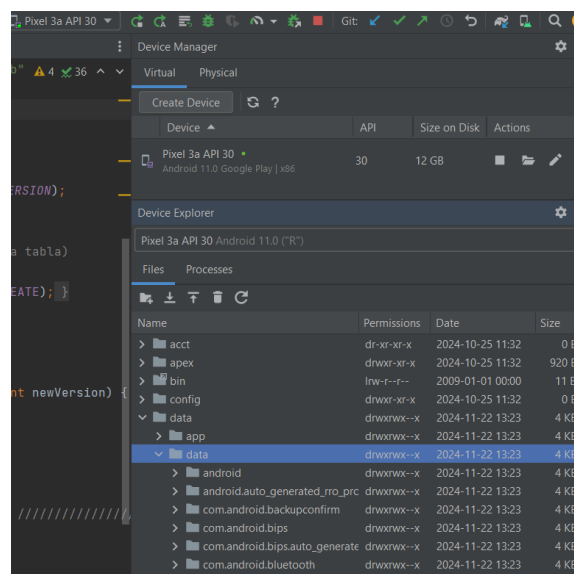 Pixel 3a API 30
Git:
Device Manager
4 36
Virtual Physical
Create Device ?
Device API Size on Disk Actions
Pixel 3a API 30 30 12 GB
Android 11.0 Google Play | x86
ERSION);
Device Explorer
Pixel 3a API 30 Android 11.0 ("R")
a tabla)
Files Processes
EATE); }
Name Permissions Date Size
acct dr-xr-xr-x 2024-10-25 11:32 0 B
apex drwxr-xr-x 2024-10-25 11:32 920 B
bin lrw-r--r-- 2009-01-01 00:00 11 B
nt newVersion) {
config drwxr-xr-x 2024-10-25 11:32 0 B
data drwxrwx--x 2024-11-22 13:23 4 KB
app drwxrwx--x 2024-11-22 13:23 4 KB
data drwxrwx--x 2024-11-22 13:23 4 KB
android drwxrwx--x 2024-11-22 13:23 4 KB
android.auto_generated_rro_prc drwxrwx--x 2024-11-22 13:23 4 KB
///////////////
com.android.backupconfirm drwxrwx--x 2024-11-22 13:23 4 KB
com.android.bips drwxrwx--x 2024-11-22 13:23 4 KB
com.android.bips.auto_generate drwxrwx--x 2024-11-22 13:23 4 KB
com.android.bluetooth drwxrwx--x 2024-11-22 13:23 4 KB